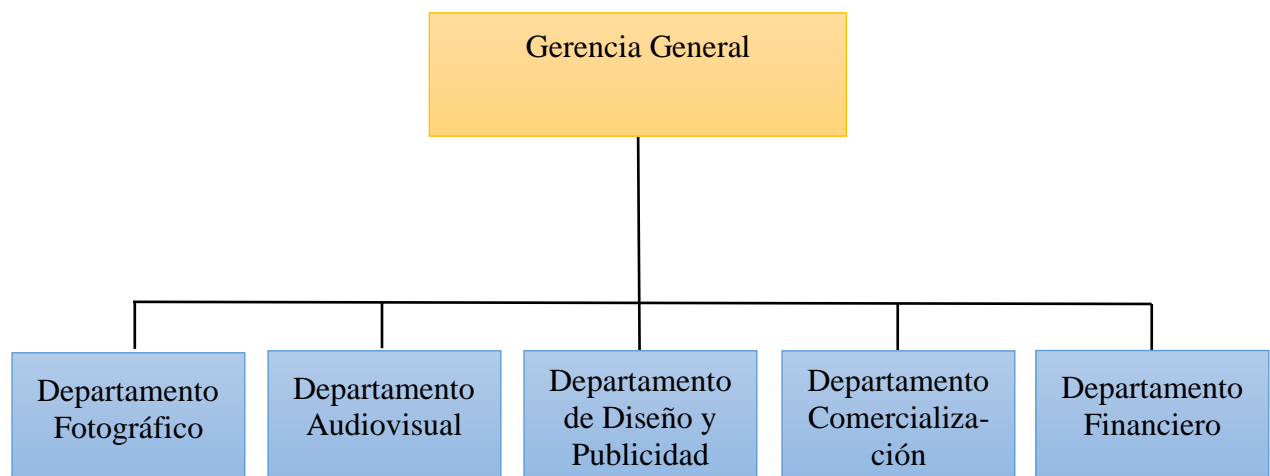 Gerencia General
Departamento
Fotográfico
Departamento
Audiovisual
Departamento
de Diseño y
Publicidad
Departamento
Comercializa-
ción
Departamento
Financiero